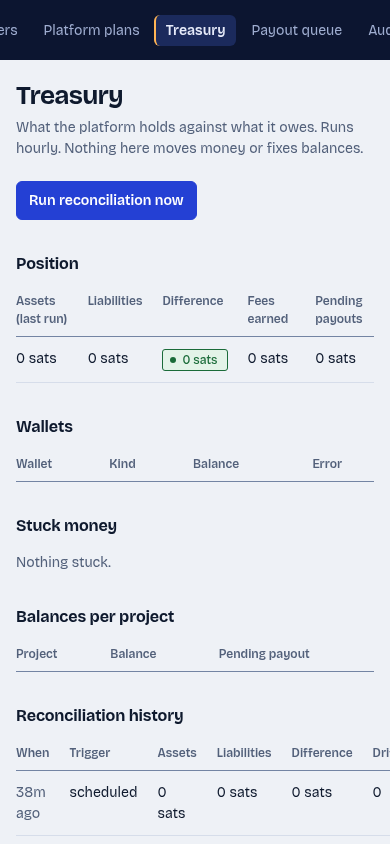 ers Platform plans Treasury Payout queue Aud
Treasury
What the platform holds against what it owes. Runs
hourly. Nothing here moves money or fixes balances.
Run reconciliation now
Position
Assets (last run) Liabilities Difference Fees earned Pending payouts
0 sats 0 sats 0 sats 0 sats 0 sats
Wallets
Wallet Kind Balance Error
Stuck money
Nothing stuck.
Balances per project
Project Balance Pending payout
Reconciliation history
When Trigger Assets Liabilities Difference Dri
38m ago scheduled 0 sats 0 sats 0 sats 0